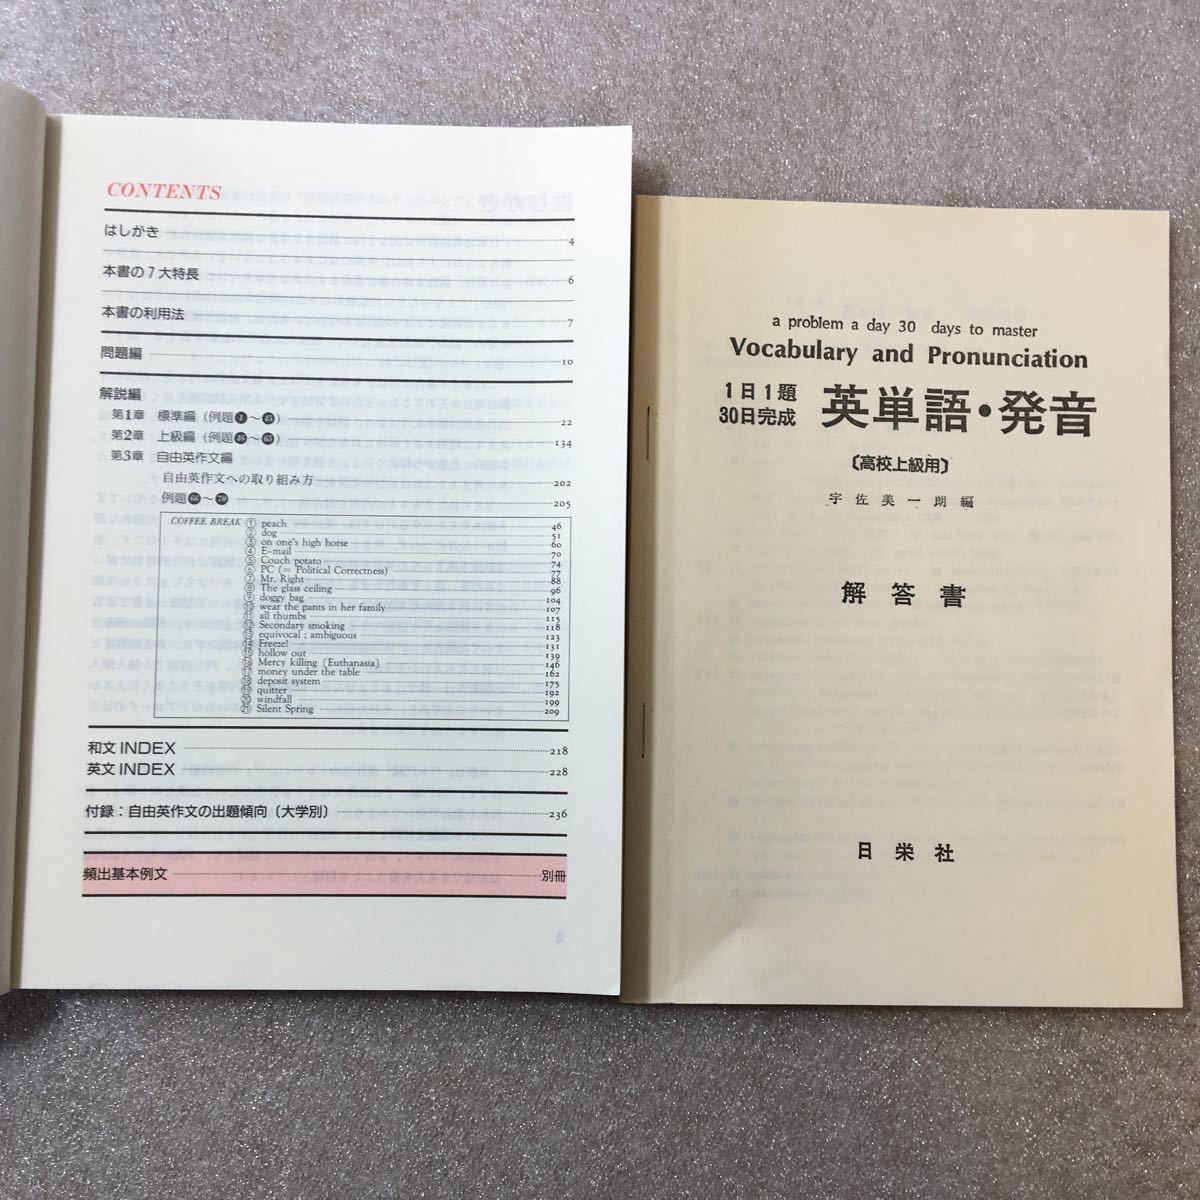 CONTENTS
はしがき 4
本書の7大特長 6
本書の利用法 7
問題編 10
解説編
第1章 標準編 (例題1～45) 22
第2章 上級編 (例題46～65) 134
第3章 自由英作文編
自由英作文への取り組み方 202
例題66～70 205
COFFEE BREAK ① peach 46
② dog 51
③ on one's high horse 60
④ E-mail 70
⑤ Couch potato 74
⑥ PC (= Political Correctness) 77
⑦ Mr. Right 88
⑧ The glass ceiling 96
⑨ doggy bag 104
⑩ wear the pants in her family 107
⑪ all thumbs 115
⑫ Secondary smoking 118
⑬ equivocal ; ambiguous 123
⑭ Freeze! 131
⑮ hollow out 139
⑯ Mercy killing [Euthanasia] 146
⑰ money under the table 162
⑱ deposit system 175
⑲ quitter 192
⑳ windfall 199
㉑ Silent Spring 209
和文 INDEX 218
英文 INDEX 228
付録：自由英作文の出題傾向〔大学別〕 236
頻出基本例文 別冊
a problem a day 30 days to master
Vocabulary and Pronunciation
1日1題
30日完成 英単語・発音
〔高校上級用〕
宇佐美一朗編
解答書
日栄社